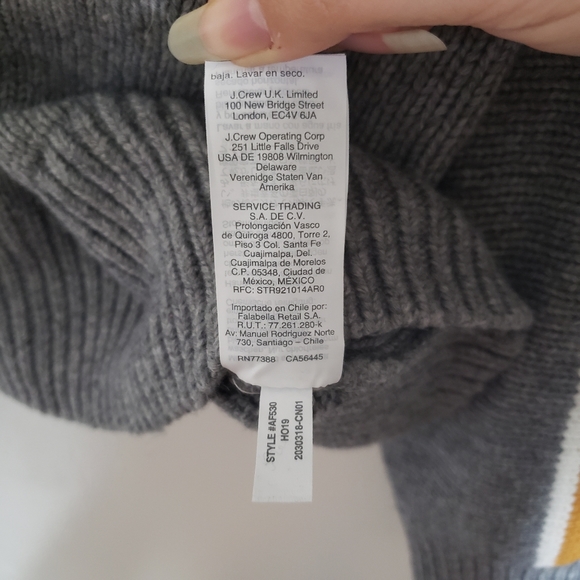 baja. Lavar en seco.
J.Crew U.K. Limited
100 New Bridge Street
London, EC4V 6JA
J.Crew Operating Corp
251 Little Falls Drive
USA DE 19808 Wilmington
Delaware
Verenidge Staten Van
Amerika
SERVICE TRADING
S.A. DE C.V.
Prolongación Vasco
de Quiroga 4800, Torre 2,
Piso 3 Col. Santa Fe
Cuajimalpa, Del.
Cuajimalpa de Morelos
C.P. 05348, Ciudad de
México, MÉXICO
RFC: STR921014AR0
Importado en Chile por:
Falabella Retail S.A.
R.U.T.: 77.261.280-k
Av: Manuel Rodriguez Norte
730, Santiago – Chile
RN77388 CA56445
STYLE #AF530
HO19
2030318-CN01